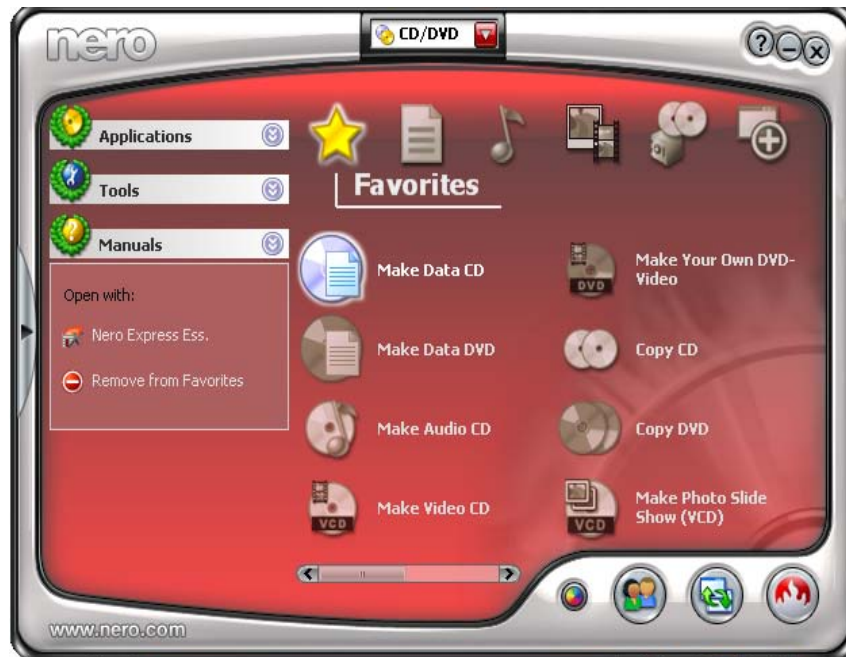 nero
CD/DVD
Applications
Tools
Manuals
Open with:
Nero Express Ess.
Remove from Favorites
Favorites
Make Data CD
Make Data DVD
Make Audio CD
Make Video CD
Make Your Own DVD-
Video
Copy CD
Copy DVD
Make Photo Slide
Show (VCD)
DVD
VCD
VCD
www.nero.com